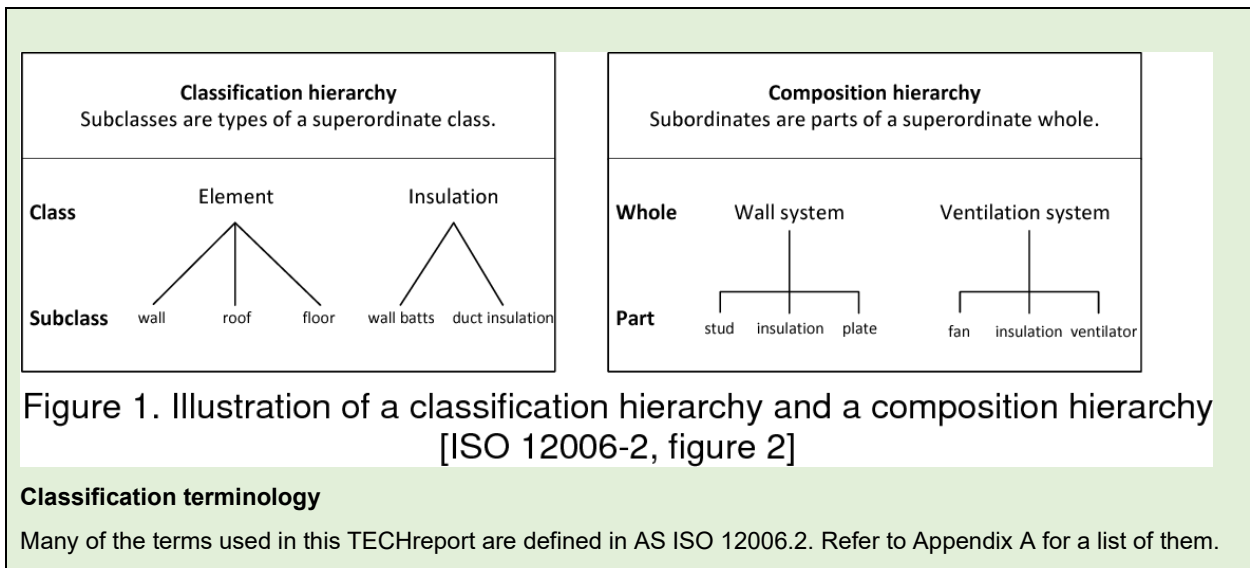 Classification hierarchy
Subclasses are types of a superordinate class.
Class
Element
Insulation
Subclass
wall
roof
floor
wall batts
duct insulation
Composition hierarchy
Subordinates are parts of a superordinate whole.
Whole
Wall system
Ventilation system
Part
stud
insulation
plate
fan
insulation
ventilator
Figure 1. Illustration of a classification hierarchy and a composition hierarchy
[ISO 12006-2, figure 2]
Classification terminology
Many of the terms used in this TECHreport are defined in AS ISO 12006.2. Refer to Appendix A for a list of them.